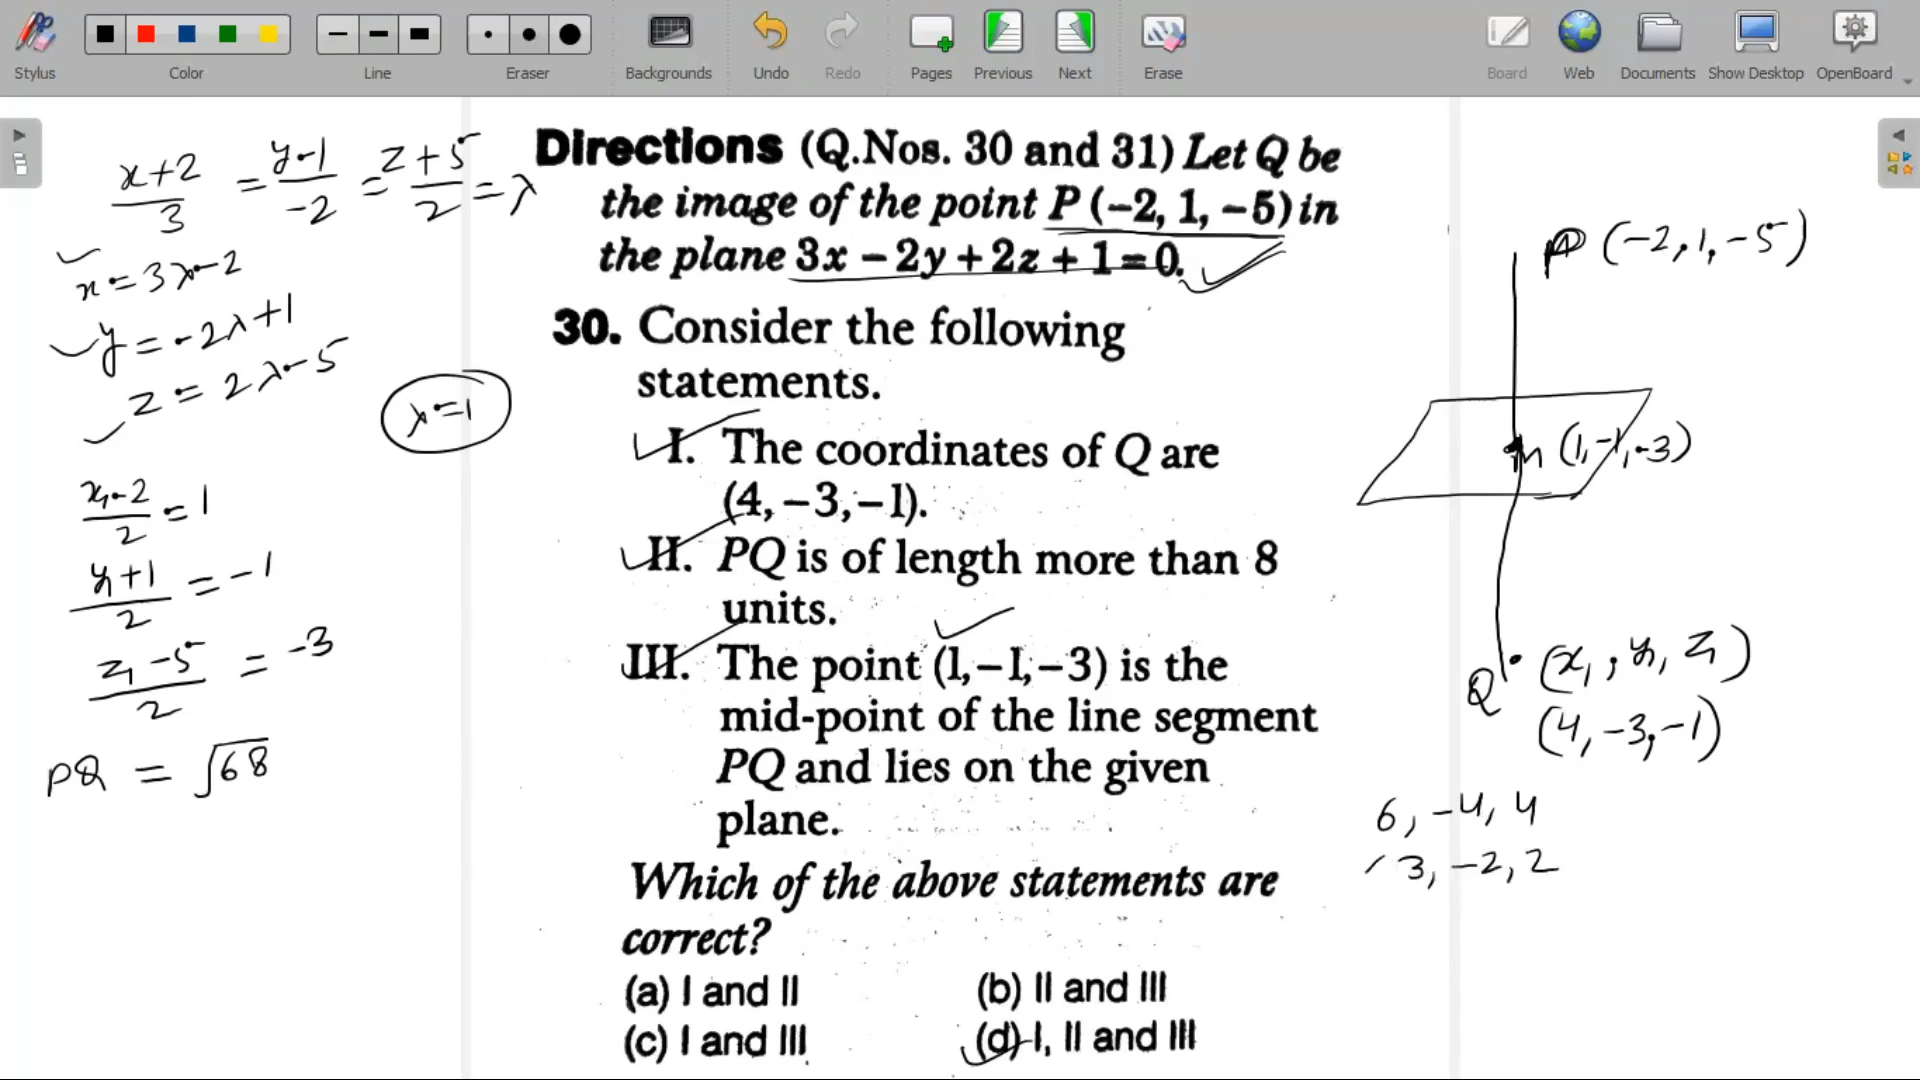 Stylus Color Line Eraser Backgrounds Undo Redo Pages Previous Next Erase Board Web Documents Show Desktop OpenBoard
x+2/3 = y-1/-2 = z+5/2 = λ
x = 3λ-2
y = -2λ+1
z = 2λ-5
λ=1
x₁-2/2 = 1
y₁+1/2 = -1
z₁-5/2 = -3
PQ = √68
Directions (Q.Nos. 30 and 31) Let Q be
the image of the point P (−2, 1, −5) in
the plane 3x − 2y + 2z + 1 = 0.
30. Consider the following
statements.
I. The coordinates of Q are
(4, −3, −1).
II. PQ is of length more than 8
units.
III. The point (1, −1, −3) is the
mid-point of the line segment
PQ and lies on the given
plane.
Which of the above statements are
correct?
(a) I and II (b) II and III
(c) I and III (d) I, II and III
P (-2, 1, -5)
M (1, -1, -3)
Q (x₁, y₁, z₁)
(4, -3, -1)
6, -4, 4
3, -2, 2